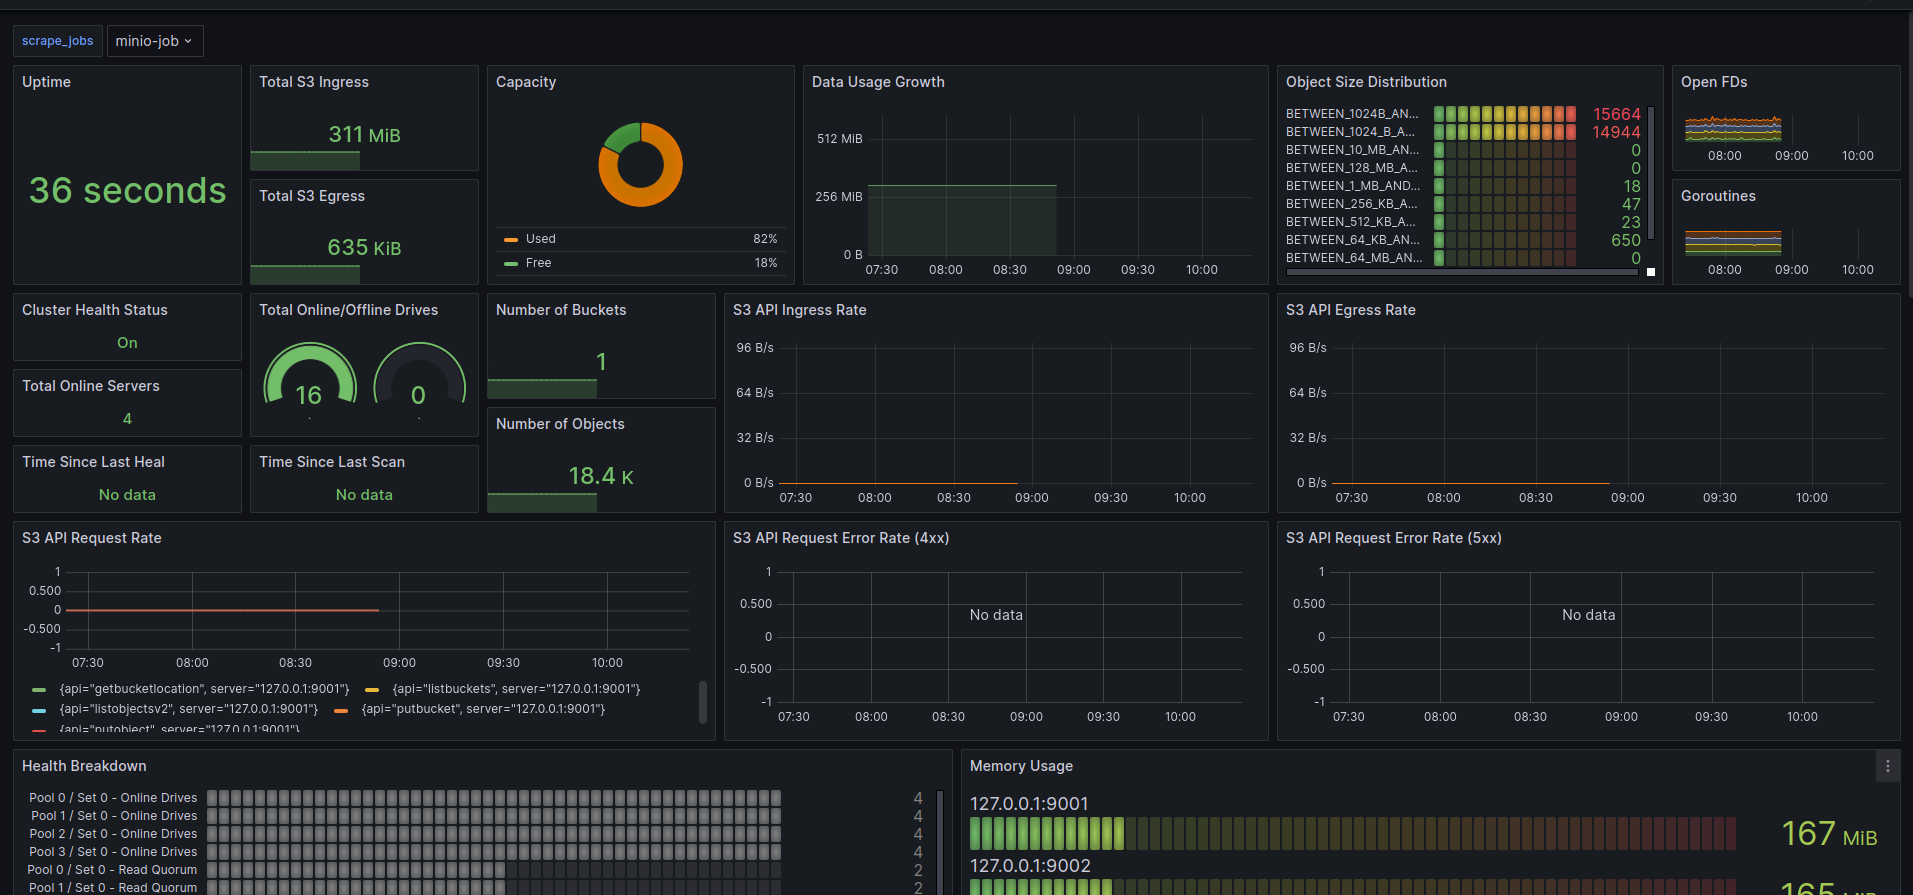 scrape_jobs minio-job
Uptime
36 seconds
Total S3 Ingress
311 MiB
Total S3 Egress
635 KiB
Capacity
Used 82%
Free 18%
Data Usage Growth
512 MiB
256 MiB
0 B
07:30 08:00 08:30 09:00 09:30 10:00
Object Size Distribution
BETWEEN_1024B_AN... 15664
BETWEEN_1024_B_A... 14944
BETWEEN_10_MB_AN... 0
BETWEEN_128_MB_A... 0
BETWEEN_1_MB_AND... 18
BETWEEN_256_KB_A... 47
BETWEEN_512_KB_A... 23
BETWEEN_64_KB_AN... 650
BETWEEN_64_MB_AN... 0
Open FDs
08:00 09:00 10:00
Goroutines
08:00 09:00 10:00
Cluster Health Status
On
Total Online Servers
4
Time Since Last Heal
No data
Total Online/Offline Drives
16 0
Time Since Last Scan
No data
Number of Buckets
1
Number of Objects
18.4 K
S3 API Ingress Rate
96 B/s
64 B/s
32 B/s
0 B/s
07:30 08:00 08:30 09:00 09:30 10:00
S3 API Egress Rate
96 B/s
64 B/s
32 B/s
0 B/s
07:30 08:00 08:30 09:00 09:30 10:00
S3 API Request Rate
1
0.500
0
-0.500
-1
07:30 08:00 08:30 09:00 09:30 10:00
{api="getbucketlocation", server="127.0.0.1:9001"} {api="listbuckets", server="127.0.0.1:9001"}
{api="listobjectsv2", server="127.0.0.1:9001"} {api="putbucket", server="127.0.0.1:9001"}
{api="putobject", server="127.0.0.1:9001"}
S3 API Request Error Rate (4xx)
1
0.500
No data
0
-0.500
-1
07:30 08:00 08:30 09:00 09:30 10:00
S3 API Request Error Rate (5xx)
1
0.500
No data
0
-0.500
-1
07:30 08:00 08:30 09:00 09:30 10:00
Health Breakdown
Pool 0 / Set 0 - Online Drives 4
Pool 1 / Set 0 - Online Drives 4
Pool 2 / Set 0 - Online Drives 4
Pool 3 / Set 0 - Online Drives 4
Pool 0 / Set 0 - Read Quorum 2
Pool 1 / Set 0 - Read Quorum 2
Memory Usage
127.0.0.1:9001
167 MiB
127.0.0.1:9002
165 MiB